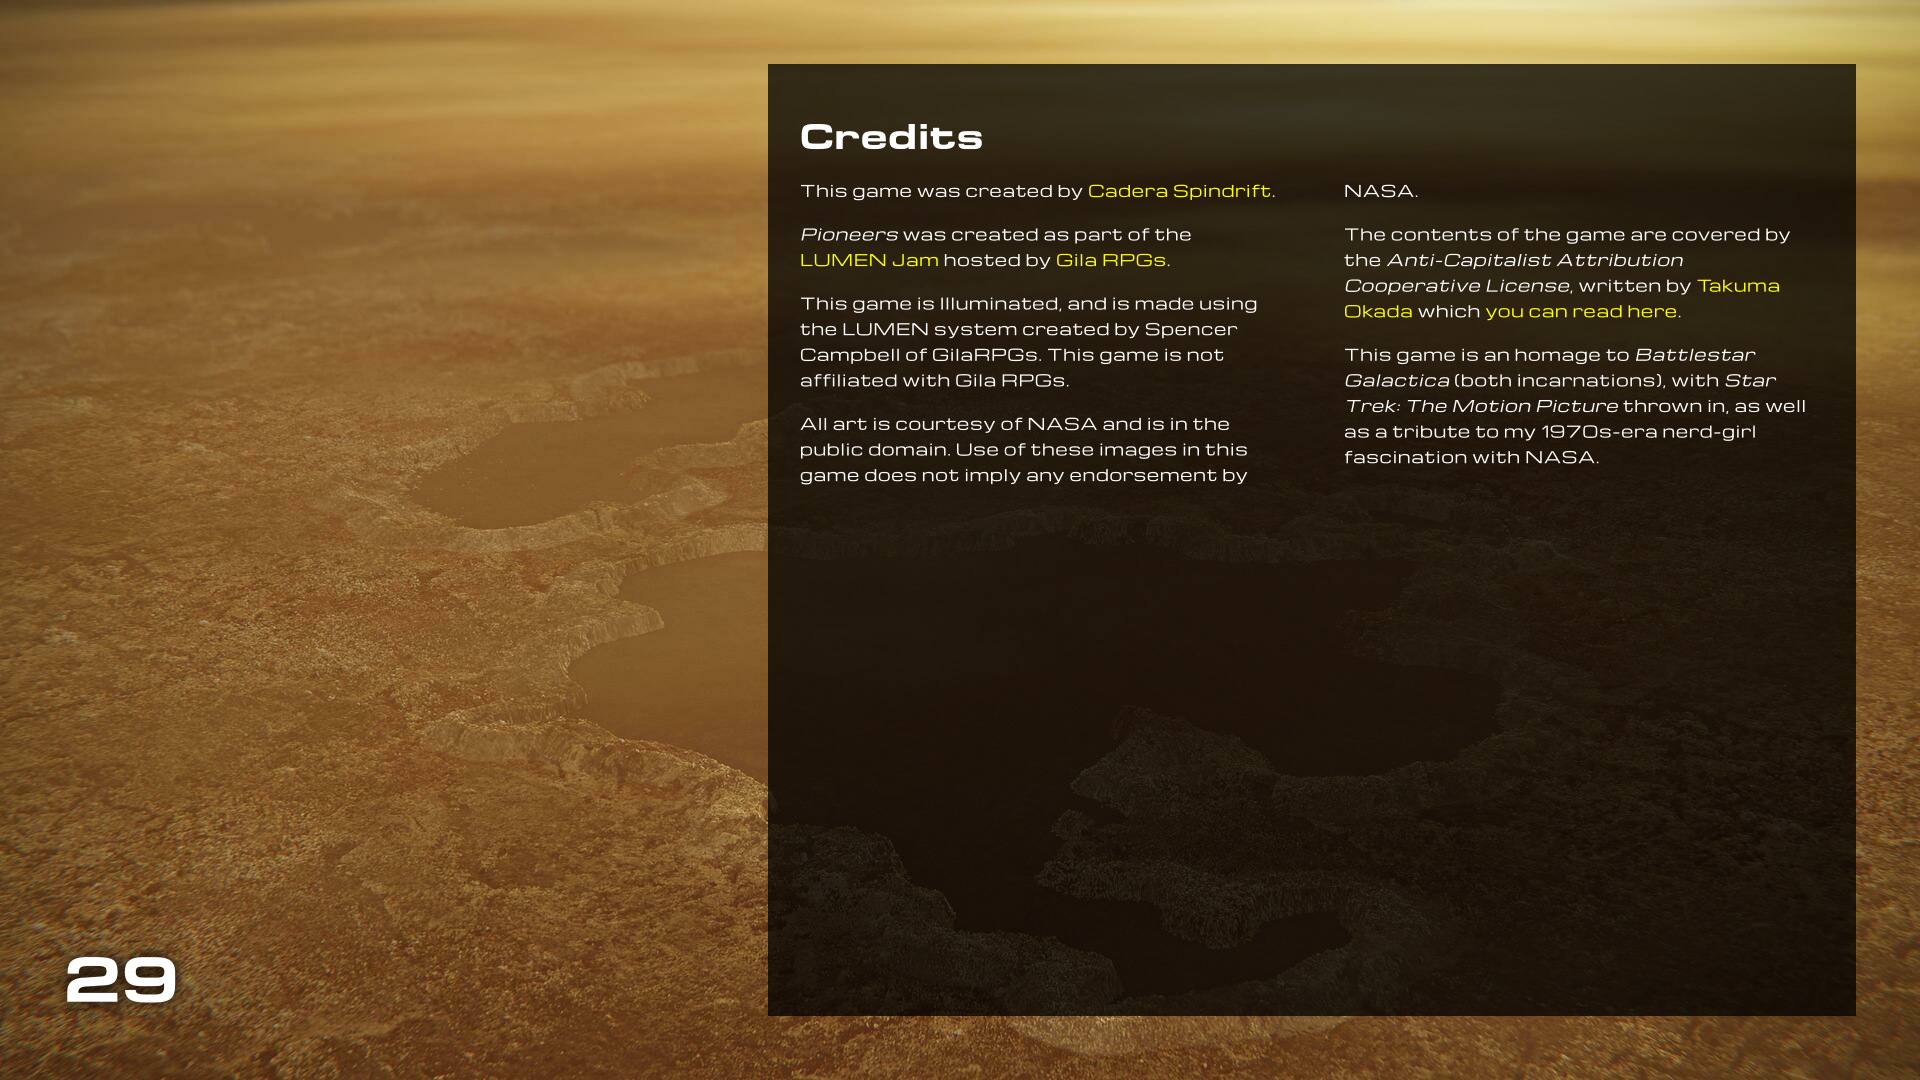 Credits
This game was created by Cadera Spindrift.
Pioneers was created as part of the
LUMEN Jam hosted by Gila RPGs.
This game is Illuminated, and is made using
the LUMEN system created by Spencer
Campbell of GilaRPGs. This game is not
affiliated with Gila RPGs.
All art is courtesy of NASA and is in the
public domain. Use of these images in this
game does not imply any endorsement by
NASA.
The contents of the game are covered by
the Anti-Capitalist Attribution
Cooperative License, written by Takuma
Okada which you can read here.
This game is an homage to Battlestar
Galactica (both incarnations), with Star
Trek: The Motion Picture thrown in, as well
as a tribute to my 1970s-era nerd-girl
fascination with NASA.
29